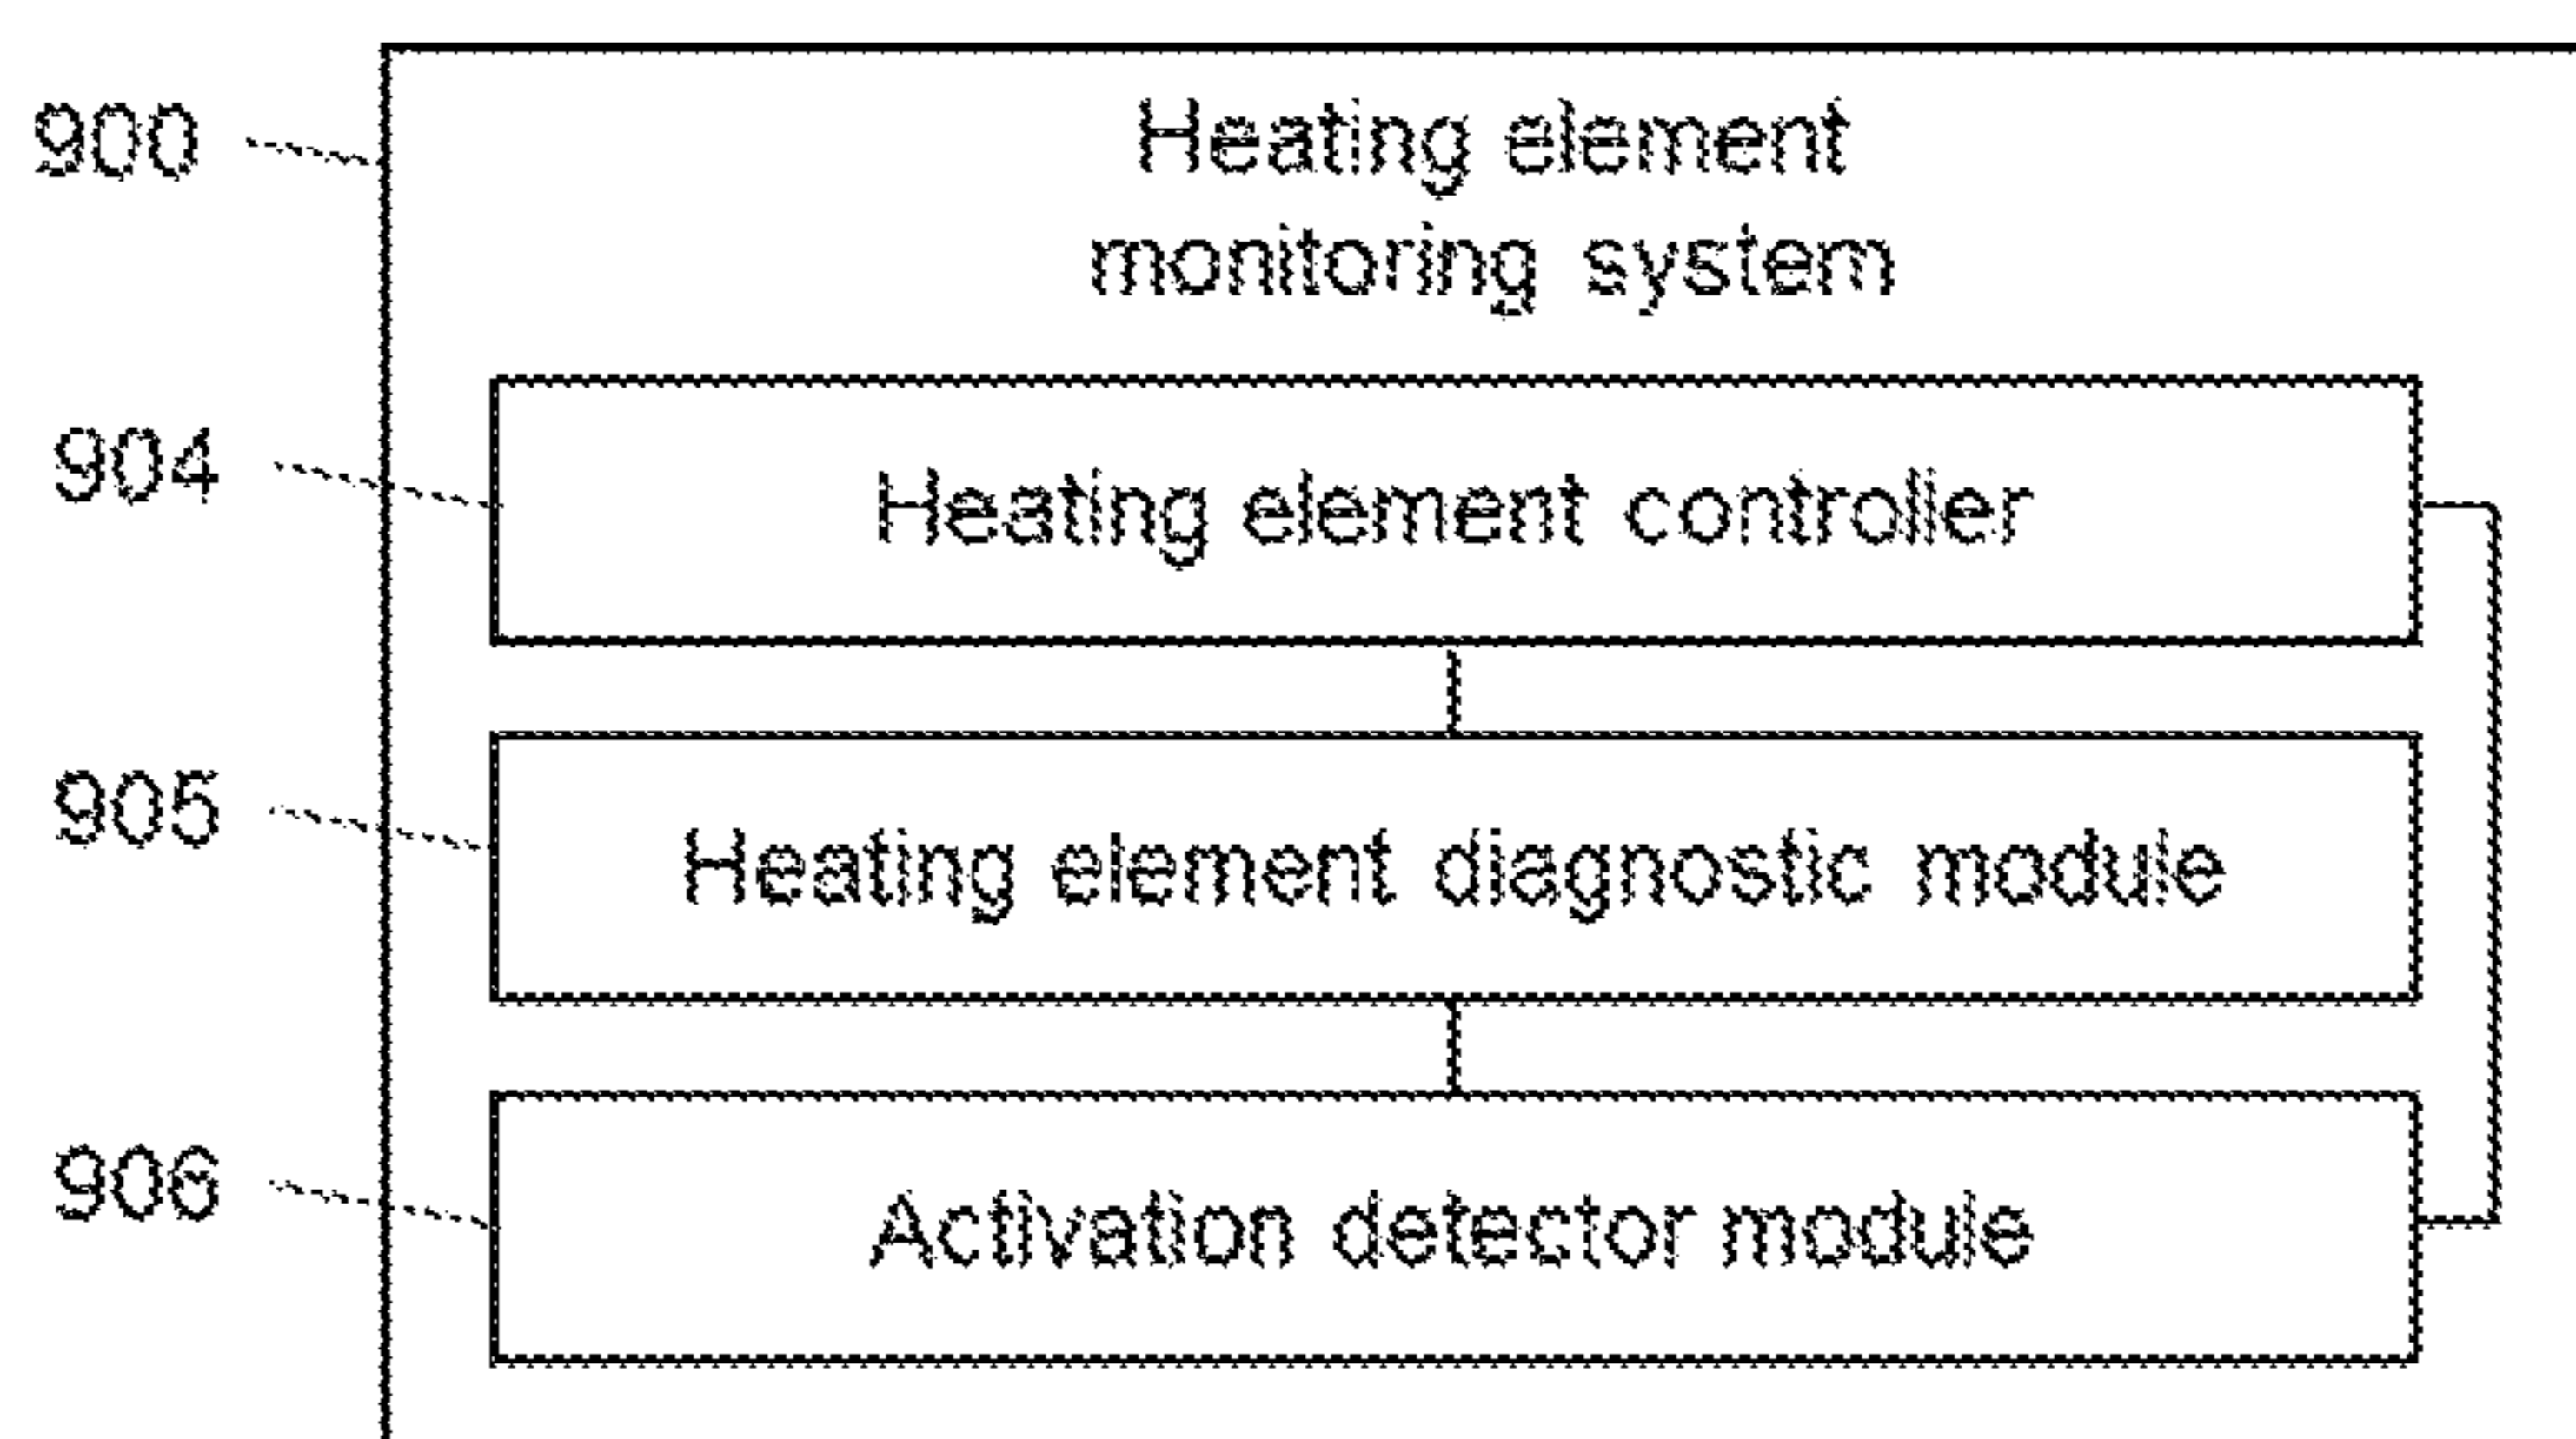 900
Heating element
monitoring system
904
Heating element controller
905
Heating element diagnostic module
906
Activation detector module